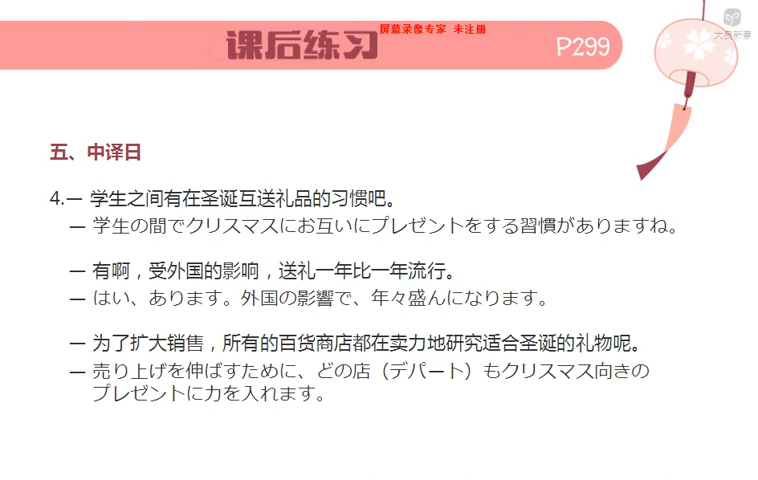 屏幕录像专家 未注册
课后练习
P299
大良新意
五、中译日
4.— 学生之间有在圣诞互送礼品的习惯吧。
— 学生の間でクリスマスにお互いにプレゼントをする習慣がありますね。
— 有啊，受外国的影响，送礼一年比一年流行。
— はい、あります。外国の影響で、年々盛んになります。
— 为了扩大销售，所有的百货商店都在卖力地研究适合圣诞的礼物呢。
— 売り上げを伸ばすために、どの店（デパート）もクリスマス向きの
プレゼントに力を入れます。